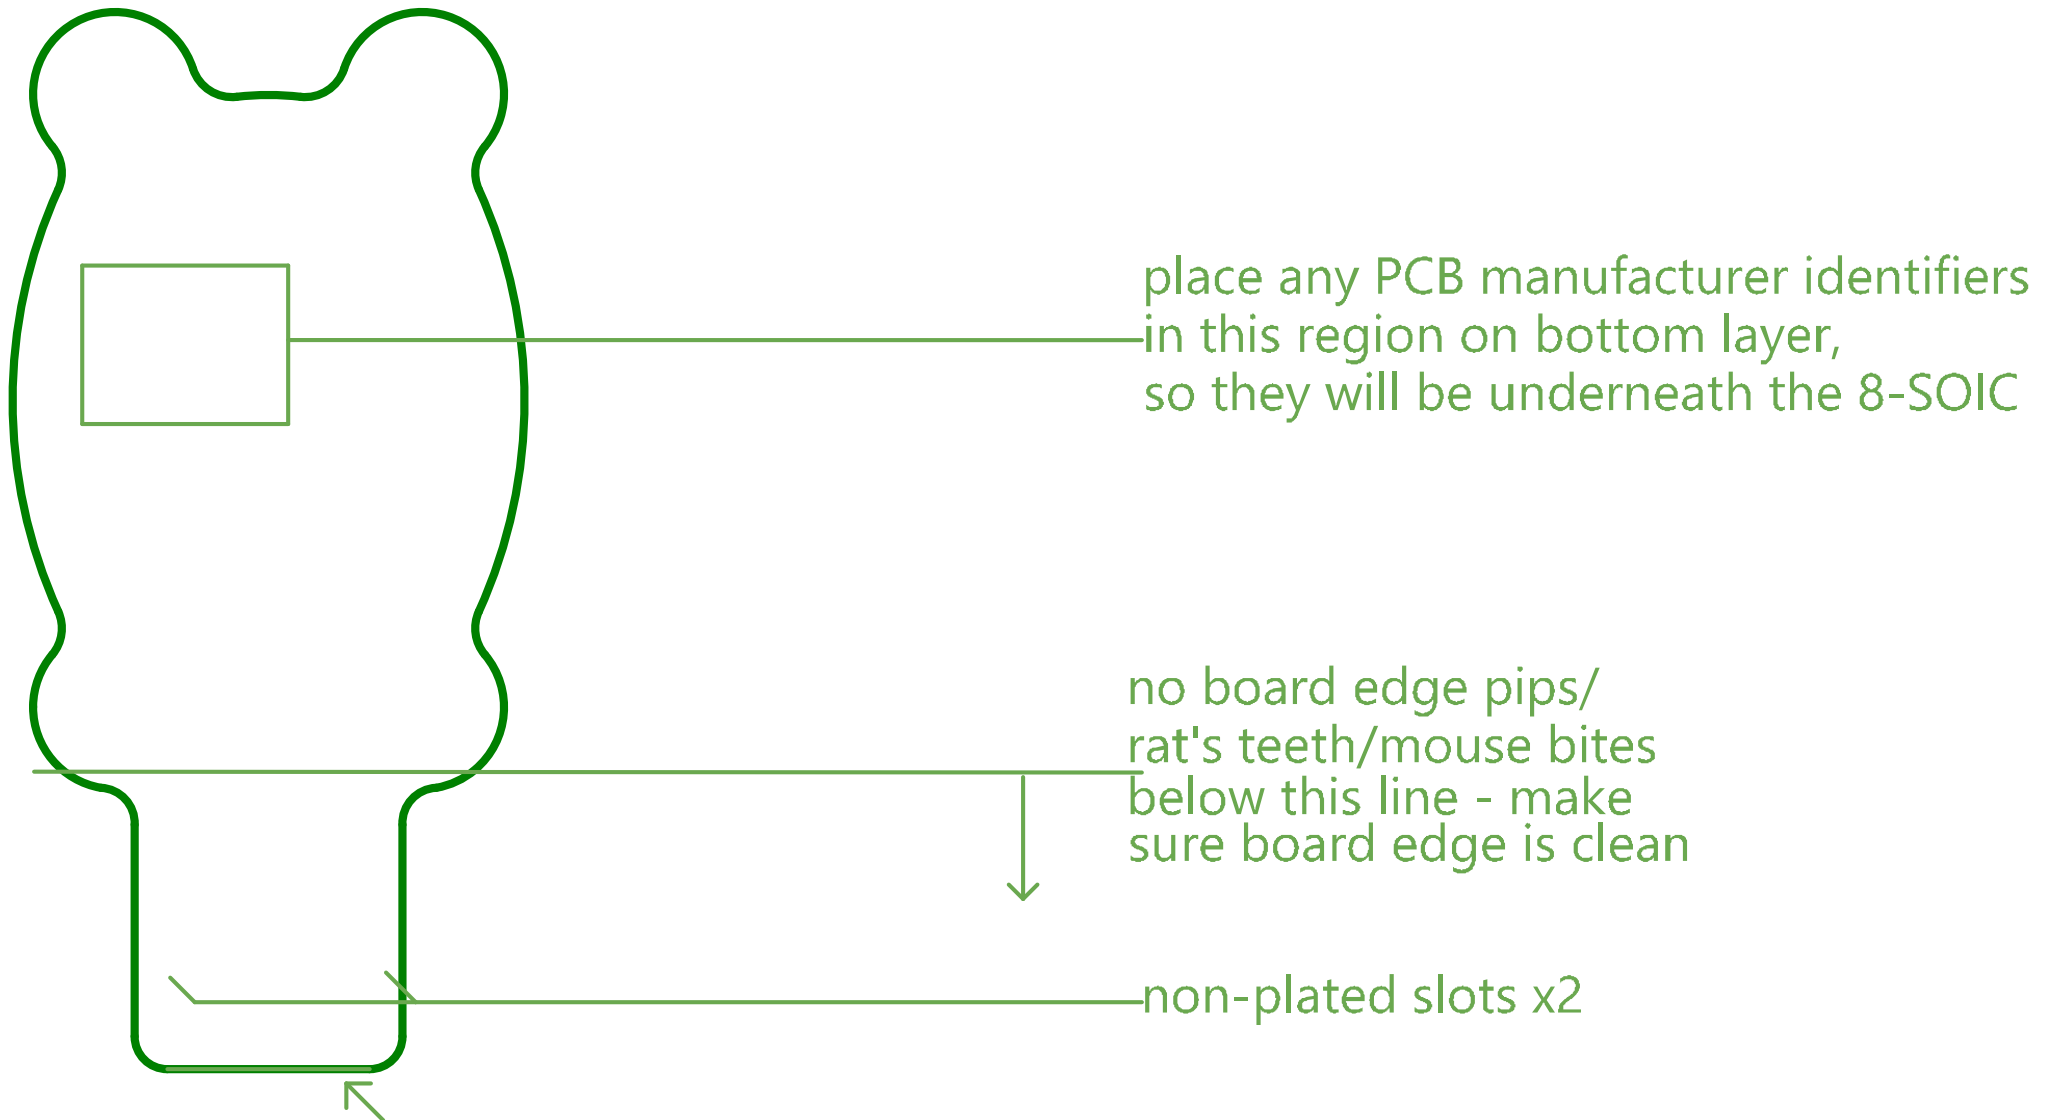 place any PCB manufacturer identifiers
in this region on bottom layer,
so they will be underneath the 8-SOIC
no board edge pips/
rat's teeth/mouse bites
below this line - make
sure board edge is clean
non-plated slots x2